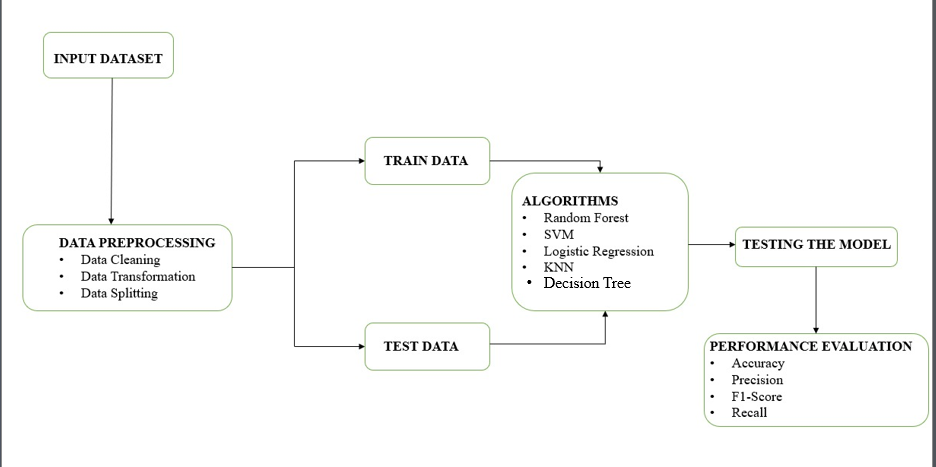 INPUT DATASET
DATA PREPROCESSING
• Data Cleaning
• Data Transformation
• Data Splitting
TRAIN DATA
TEST DATA
ALGORITHMS
• Random Forest
• SVM
• Logistic Regression
• KNN
• Decision Tree
TESTING THE MODEL
PERFORMANCE EVALUATION
• Accuracy
• Precision
• F1-Score
• Recall